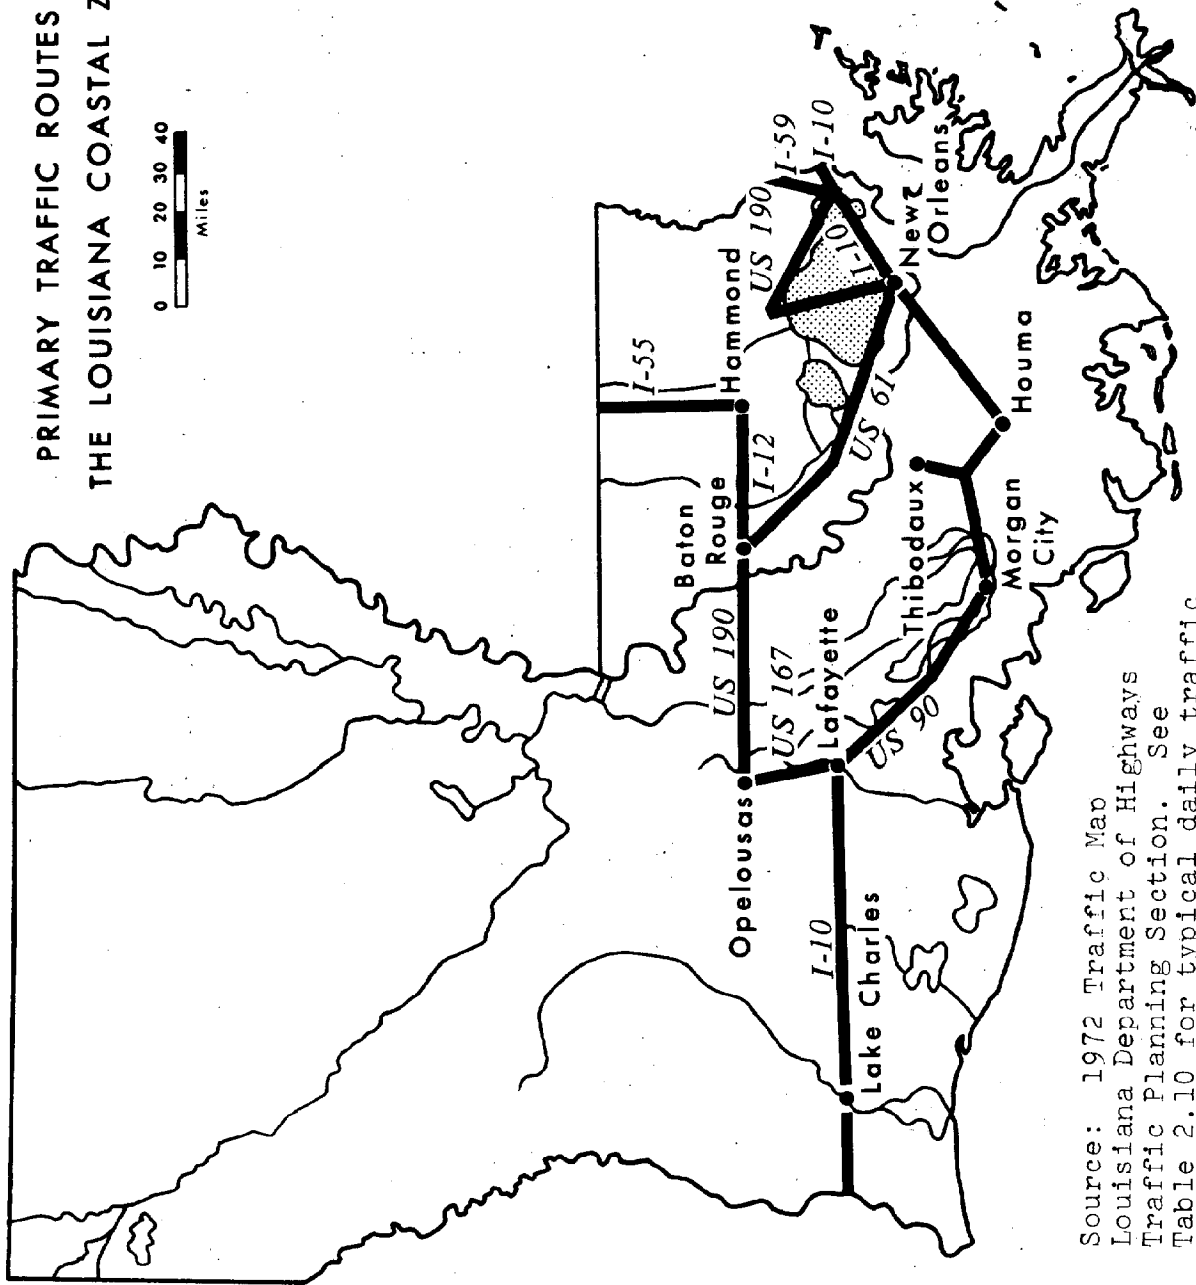 PRIMARY TRAFFIC ROUTES
THE LOUISIANA COASTAL Z
0 10 20 30 40
Miles
I-55
Hammond
US 190
I-59
I-10
I-10
New
Orleans
Baton
Rouge
I-12
US 61
Houma
US 190
US 167
Thibodaux
Morgan
City
Opelousas
Lafayette
US 90
I-10
Lake Charles
Source: 1972 Traffic Map
Louisiana Department of Highways
Traffic Planning Section. See
Table 2.10 for typical daily traffic